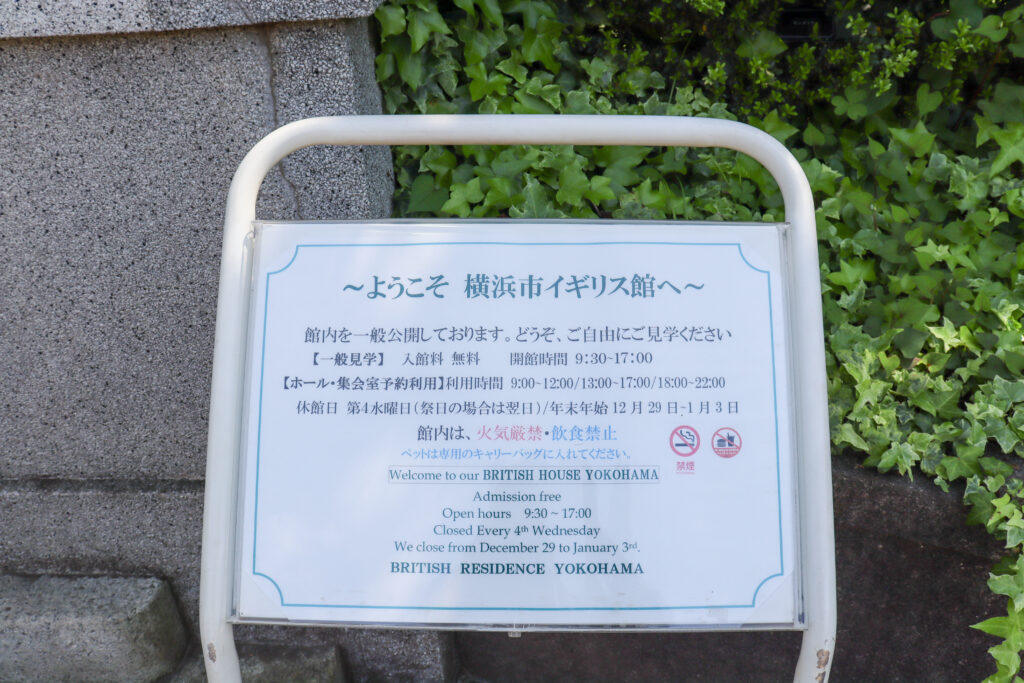 ～ようこそ 横浜市イギリス館へ～
館内を一般公開しております。どうぞ、ご自由にご見学ください
【一般見学】 入館料 無料 開館時間 9:30~17:00
【ホール・集会室予約利用】利用時間 9:00~12:00/13:00~17:00/18:00~22:00
休館日 第4水曜日(祭日の場合は翌日)/年末年始12月29日~1月3日
館内は、火気厳禁・飲食禁止
ペットは専用のキャリーバッグに入れてください。
禁煙
Welcome to our BRITISH HOUSE YOKOHAMA
Admission free
Open hours 9:30 ~ 17:00
Closed Every 4th Wednesday
We close from December 29 to January 3rd.
BRITISH RESIDENCE YOKOHAMA